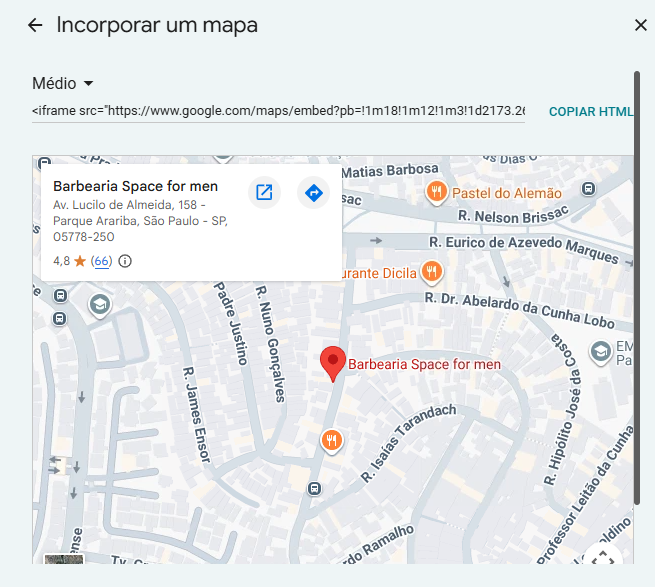 Incorporar um mapa
Médio
<iframe src="https://www.google.com/maps/embed?pb=!1m18!1m12!1m3!1d2173.26
COPIAR HTML
Barbearia Space for men
Av. Lucilo de Almeida, 158 -
Parque Arariba, São Paulo - SP,
05778-250
4,8
(66)
Matias Barbosa
Pastel do Alemão
R. Nelson Brissac
R. Eurico de Azevedo Marques
urante Dicila
R. Dr. Abelardo da Cunha Lobo
Padre Justino
R. Nuno Gonçalves
R. James Ensor
Barbearia Space for men
EM
Pa
R. Hipólito José da Costa
R. Isaías Tarandach
Professor Leitão da Cunha
do Ramalho